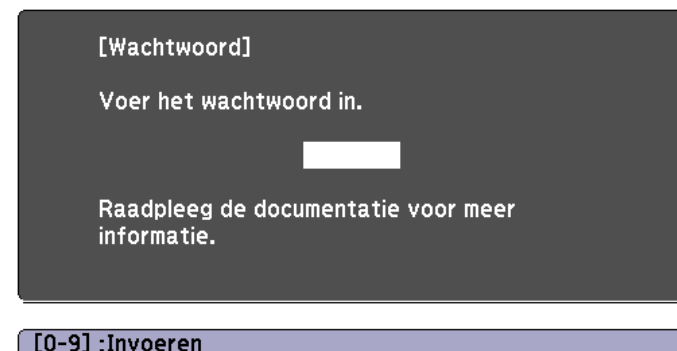 [Wachtwoord]
Voer het wachtwoord in.
Raadpleeg de documentatie voor meer
informatie.
[0-9] :Invoeren